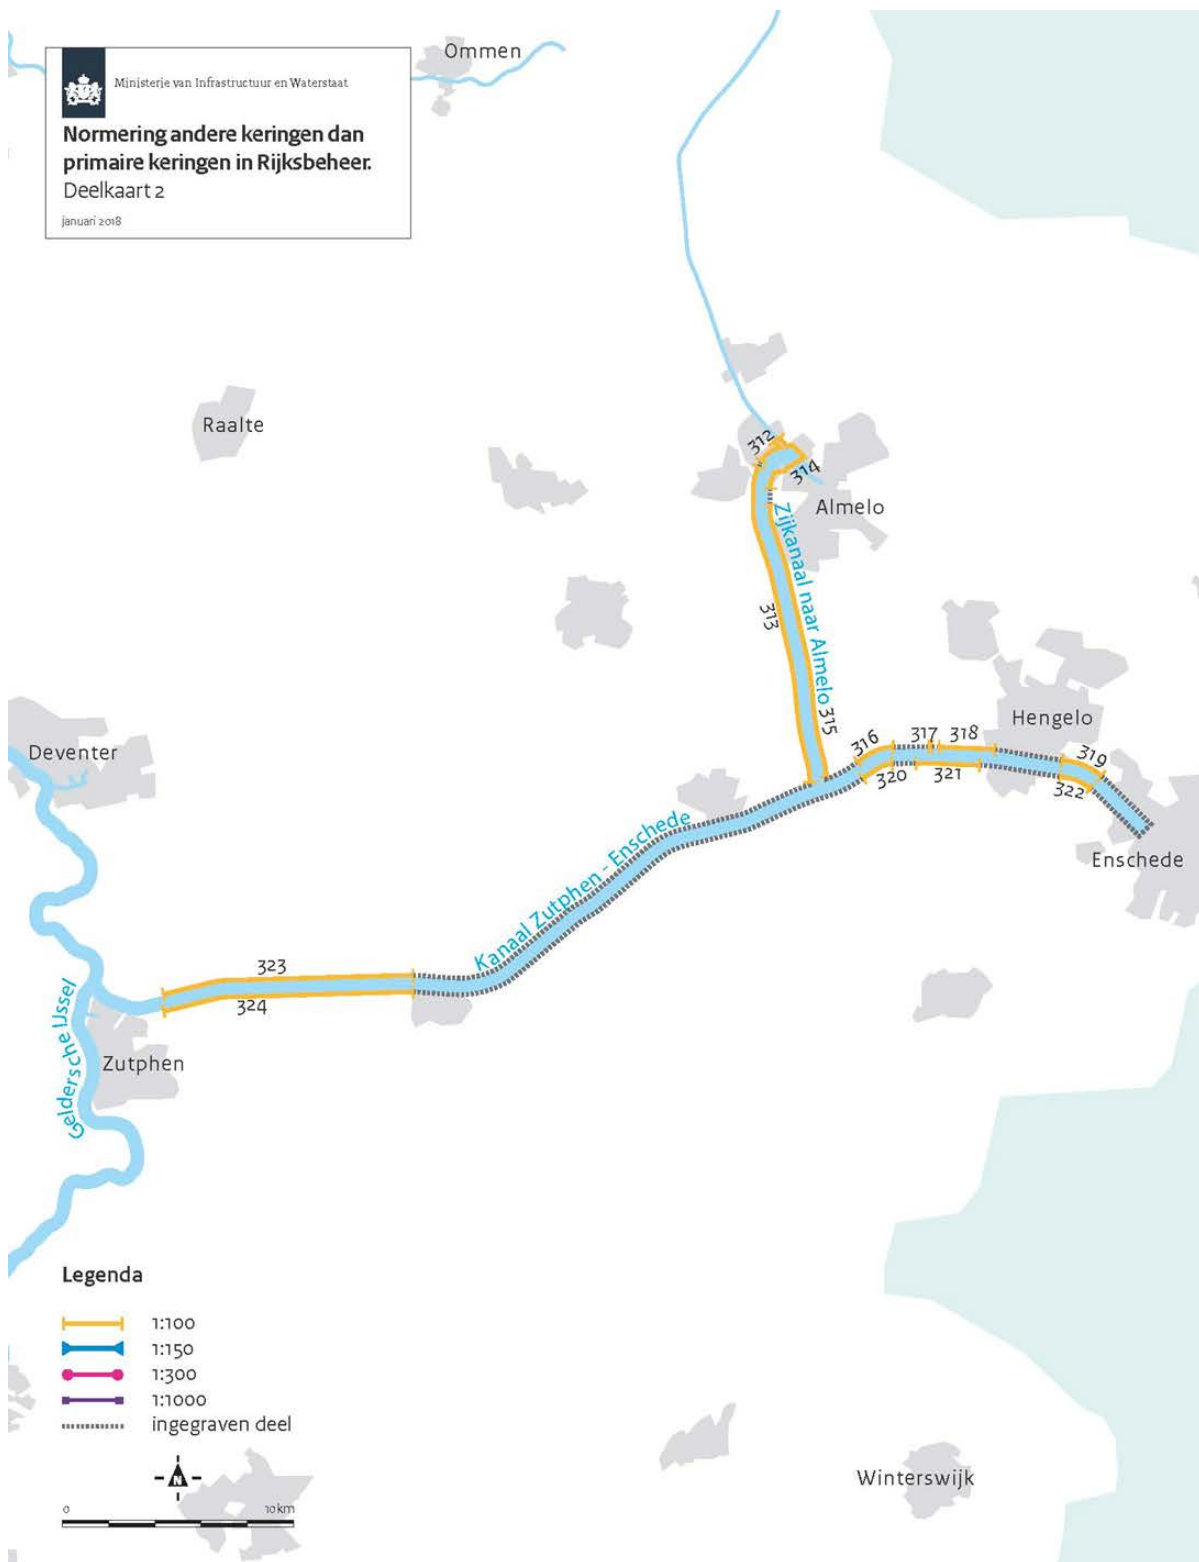 Ommen
Ministerie van Infrastructuur en Waterstaat
Normering andere keringen dan
primaire keringen in Rijksbeheer.
Deelkaart 2
januari 2018
Raalte
312
314
Almelo
Zijkanaal naar Almelo
313
315
Hengelo
316
317
318
319
320
321
322
Deventer
Enschede
Kanaal Zutphen - Enschede
323
324
Geldersche IJssel
Zutphen
Legenda
1:100
1:150
1:300
1:1000
ingegraven deel
N
0 10km
Winterswijk